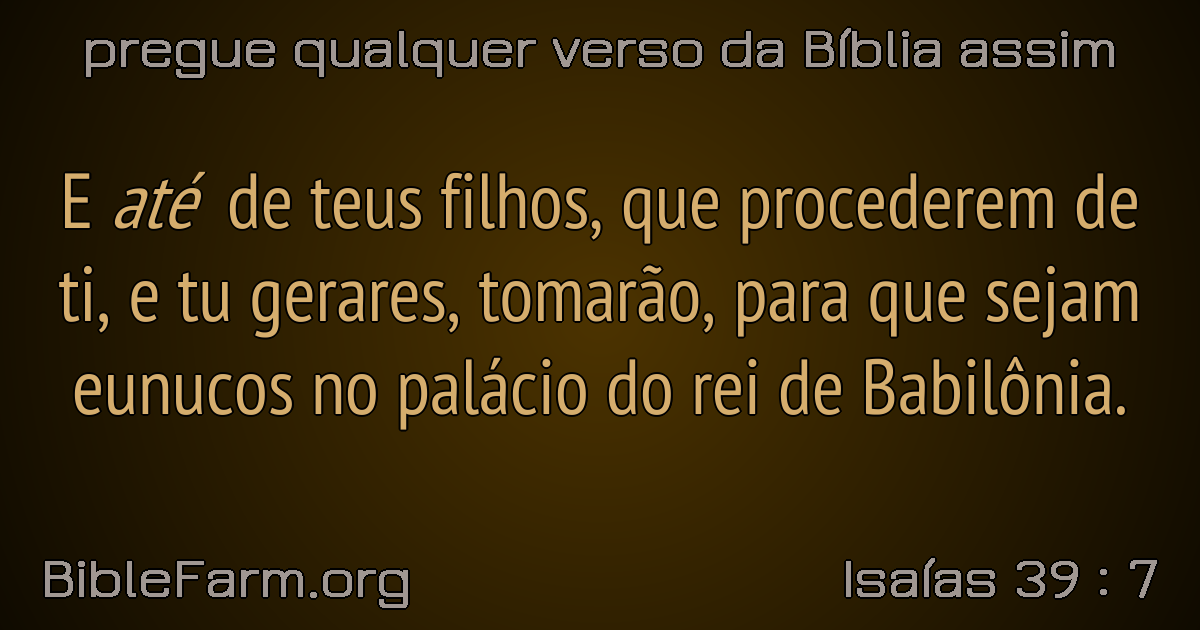 pregue qualquer verso da Bíblia assim
E até de teus filhos, que procederem de
ti, e tu gerares, tomarão, para que sejam
eunucos no palácio do rei de Babilônia.
BibleFarm.org
Isaías 39 : 7